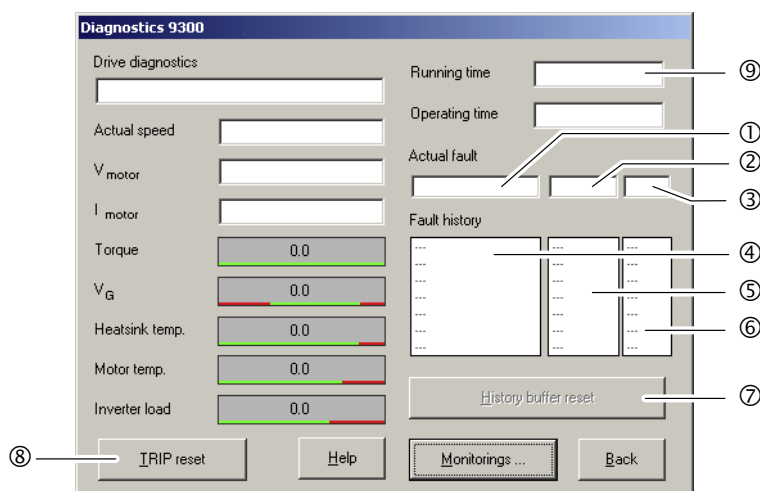 Diagnostics 9300
Drive diagnostics
Actual speed
V motor
I motor
Torque 0.0
V G 0.0
Heatsink temp. 0.0
Motor temp. 0.0
Inverter load 0.0
Running time
Operating time
Actual fault
Fault history
--- --- ---
--- --- ---
--- --- ---
--- --- ---
--- --- ---
--- --- ---
--- --- ---
History buffer reset
TRIP reset
Help
Monitorings ...
Back
⑨
①
②
③
④
⑤
⑥
⑦
⑧